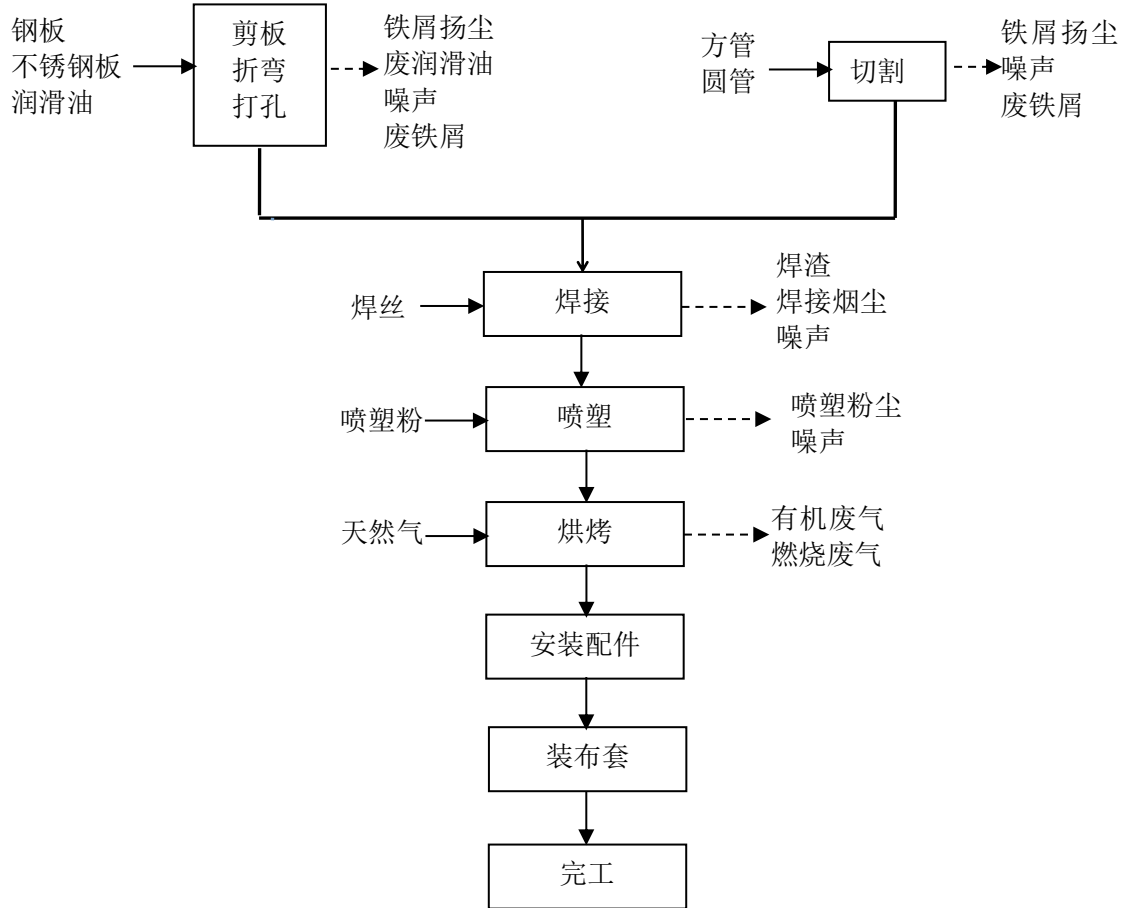 钢板
不锈钢板
润滑油
剪板
折弯
打孔
铁屑扬尘
废润滑油
噪声
废铁屑
方管
圆管
切割
铁屑扬尘
噪声
废铁屑
焊丝
焊接
焊渣
焊接烟尘
噪声
喷塑粉
喷塑
喷塑粉尘
噪声
天然气
烘烤
有机废气
燃烧废气
安装配件
装布套
完工